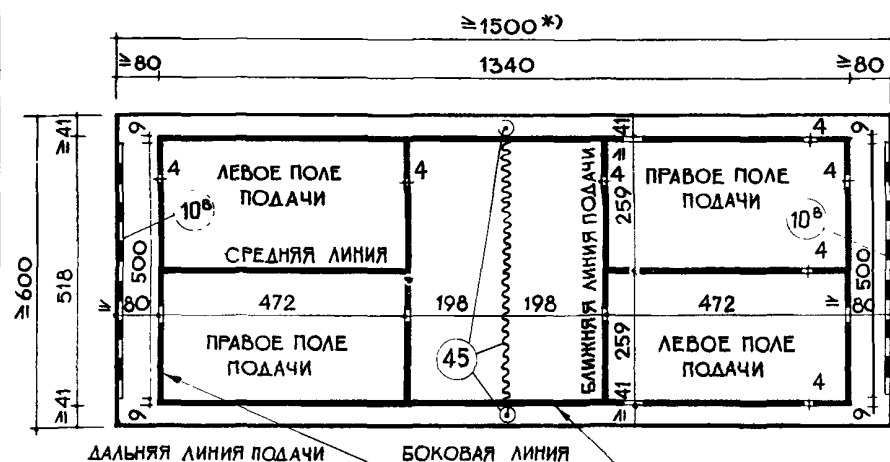 ≥1500*)
≥80 1340 ≥80
≥41 9 4 ≥41 4 9
4 ЛЕВОЕ ПОЛЕ
ПОДАЧИ
4
БЛИЖНЯЯ ЛИНИЯ ПОДАЧИ
4
259
ПРАВОЕ ПОЛЕ
ПОДАЧИ
4
10⁸
10⁸
СРЕДНЯЯ ЛИНИЯ
4
≥600
518
500
500
≥80 472 198 198 472 ≥80
ПРАВОЕ ПОЛЕ
ПОДАЧИ
45
259
ЛЕВОЕ ПОЛЕ
ПОДАЧИ
4
≥41 9 ≥41 9
ДАЛЬНЯЯ ЛИНИЯ ПОДАЧИ БОКОВАЯ ЛИНИЯ